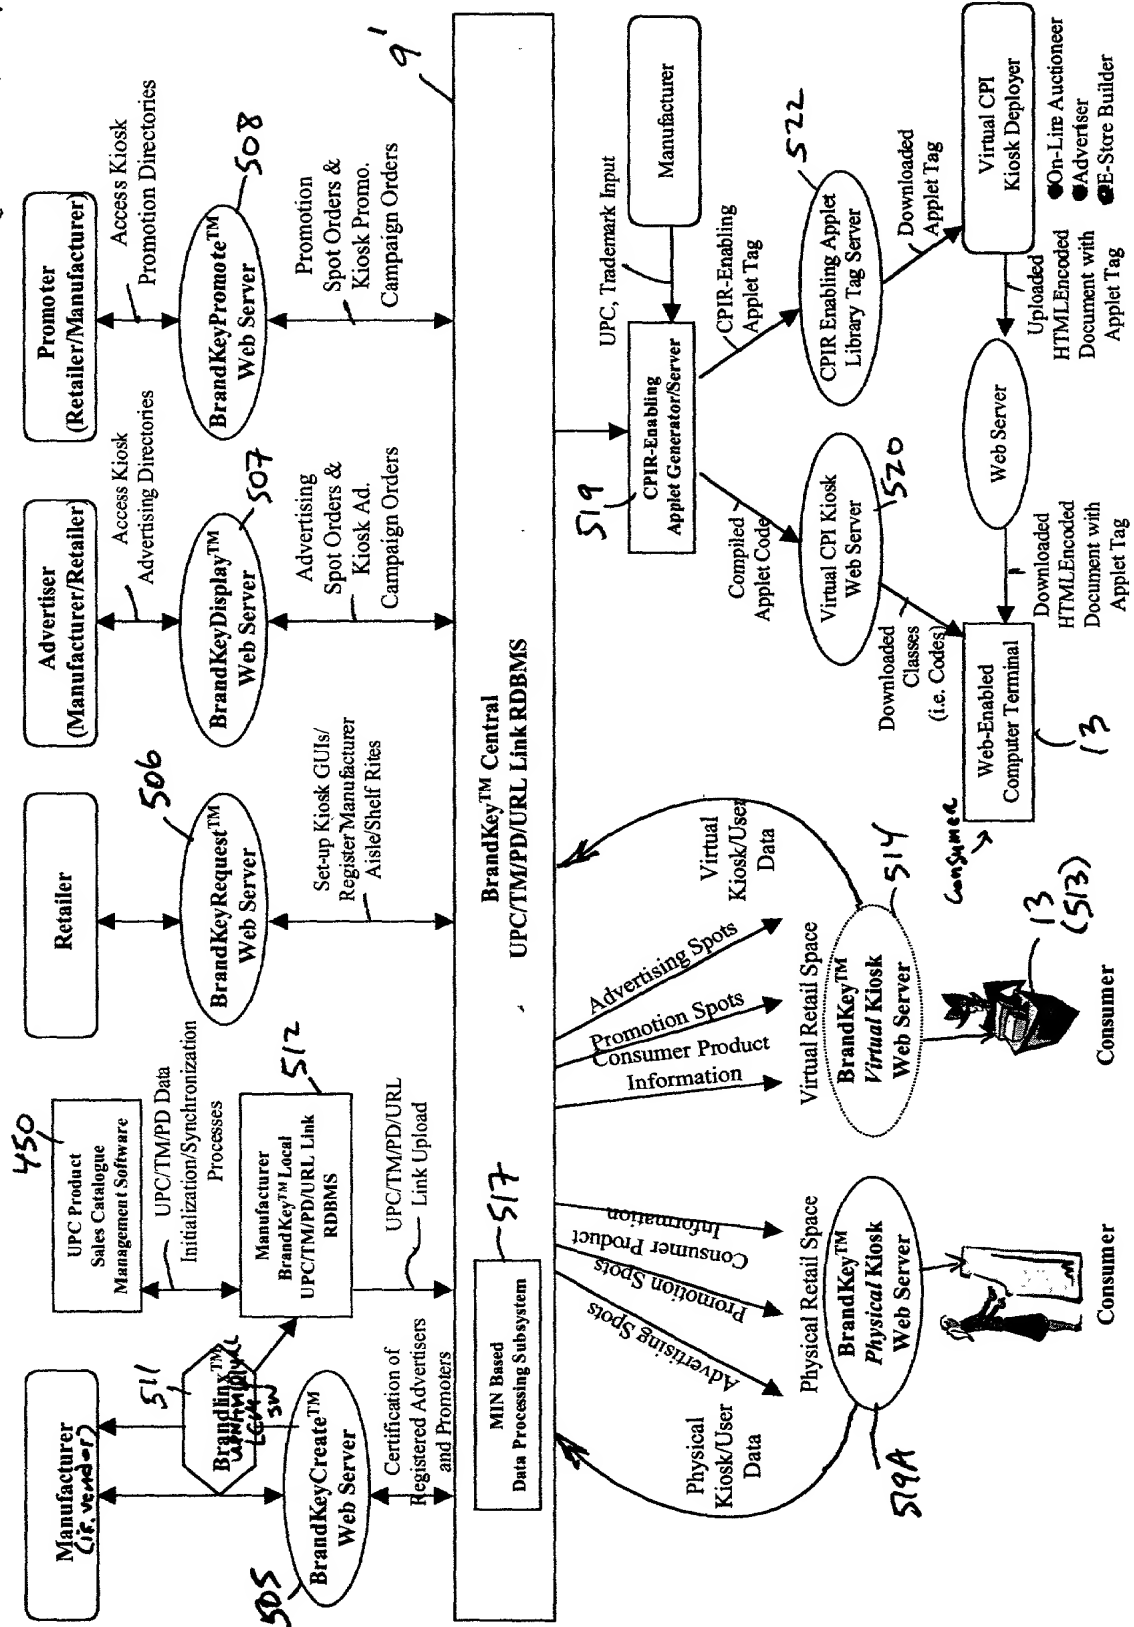 Manufacturer
(i.e. vendor)
UPC Product
Sales Catalogue
Management Software
450
Retailer
Advertiser
(Manufacturer/Retailer)
Promoter
(Retailer/Manufacturer)
511
Brandlinx™
UPC/TM/PD Data
Initialization/Synchronization
Processes
506
Access Kiosk
Advertising Directories
Access Kiosk
Promotion Directories
505
BrandKeyCreate™
Web Server
Manufacturer
BrandKey™ Local
UPC/TM/PD/URL Link
RDBMS
512
BrandKeyRequest™
Web Server
BrandKeyDisplay™
Web Server
507
BrandKeyPromote™
Web Server
508
Certification of
Registered Advertisers
and Promoters
UPC/TM/PD/URL
Link Upload
Set-up Kiosk GUIs/
Register Manufacturer
Aisle/Shelf Rites
Advertising
Spot Orders &
Kiosk Ad.
Campaign Orders
Promotion
Spot Orders &
Kiosk Promo.
Campaign Orders
9'
MIN Based
Data Processing Subsystem
517
BrandKey™ Central
UPC/TM/PD/URL Link RDBMS
Physical
Kiosk/User
Data
Advertising Spots
Promotion Spots
Consumer Product
Information
Advertising Spots
Promotion Spots
Consumer Product
Information
Virtual
Kiosk/User
Data
Physical Retail Space
BrandKey™
Physical Kiosk
Web Server
519A
Consumer
Virtual Retail Space
BrandKey™
Virtual Kiosk
Web Server
514
13
(513)
Consumer
UPC, Trademark Input
Manufacturer
519
CPIR-Enabling
Applet Generator/Server
Compiled
Applet Code
CPIR-Enabling
Applet Tag
Virtual CPI Kiosk
Web Server
520
CPIR Enabling Applet
Library Tag Server
522
Downloaded
Classes
(i.e. Codes)
Downloaded
Applet Tag
Consumer
Web-Enabled
Computer Terminal
13
Web Server
Virtual CPI
Kiosk Deployer
Downloaded
HTMLEncoded
Document with
Applet Tag
Uploaded
HTMLEncoded
Document with
Applet Tag
●On-Line Auctioneer
●Advertiser
●E-Store Builder